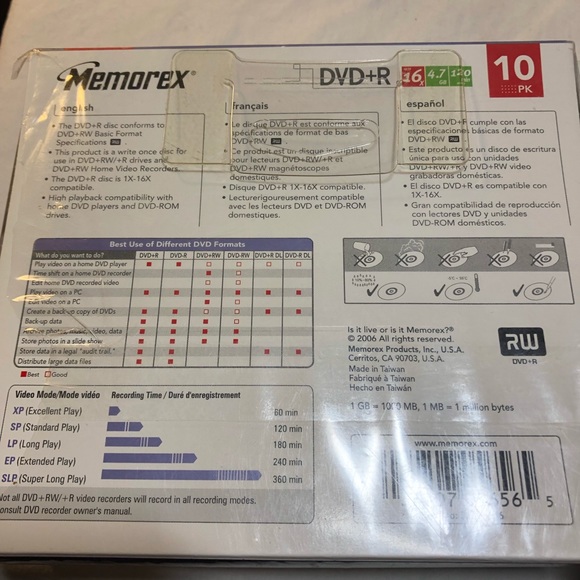 Memorex®
DVD+R
16x 4.7 GB 120
10 PK
english
• The DVD+R disc conforms to
DVD+RW Basic Format
Specifications
• This product is a write once disc for
use in DVD+RW/+R drives and
DVD+RW Home Video Recorders.
• The DVD+R disc is 1X-16X
compatible.
• High playback compatibility with
home DVD players and DVD-ROM
drives.
français
• Le disque DVD+R est conforme aux
spécifications de format de bas
DVD+RW
• Ce produit est un disque inscriptible
pour lecteurs DVD+RW/+R et
DVD+RW magnétoscopes
domestiques.
• Disque DVD+R 1X-16X compatible.
• Lecturerigoureusement compatible
avec les lecteurs DVD et DVD-ROM
domestiques.
español
• El disco DVD+R cumple con las
especificaciones básicas de formato
DVD+RW
• Este producto es un disco de escritura
única para uso con unidades
DVD+RW/+R y DVD+RW video
grabadoras domésticas.
• El disco DVD+R es compatible con
1X-16X.
• Gran compatibilidad de reproducción
con lectores DVD y unidades
DVD-ROM domésticos.
Best Use of Different DVD Formats
What do you want to do? DVD+R DVD-R DVD+RW DVD-RW DVD+R DL DVD-R DL
Play video on a home DVD player
Time shift on a home DVD recorder
Edit home DVD recorded video
Play video on a PC
Edit video on a PC
Create a back-up copy of DVDs
Back-up data
Archive photos, music, video, data
Store photos in a slide show
Store data in a legal "audit trail."
Distribute large data files
Best Good
Is it live or is it Memorex?®
© 2006 All rights reserved.
Memorex Products, Inc., U.S.A.
Cerritos, CA 90703, U.S.A.
Made in Taiwan
Fabriqué à Taiwan
Hecho en Taiwán
RW
DVD+R
1 GB = 1000 MB, 1 MB = 1 million bytes
Video Mode/Mode vidéo Recording Time / Duré d'enregistrement
XP (Excellent Play) 60 min
SP (Standard Play) 120 min
LP (Long Play) 180 min
EP (Extended Play) 240 min
SLP (Super Long Play) 360 min
Not all DVD+RW/+R video recorders will record in all recording modes.
Consult DVD recorder owner's manual.
www.memorex.com